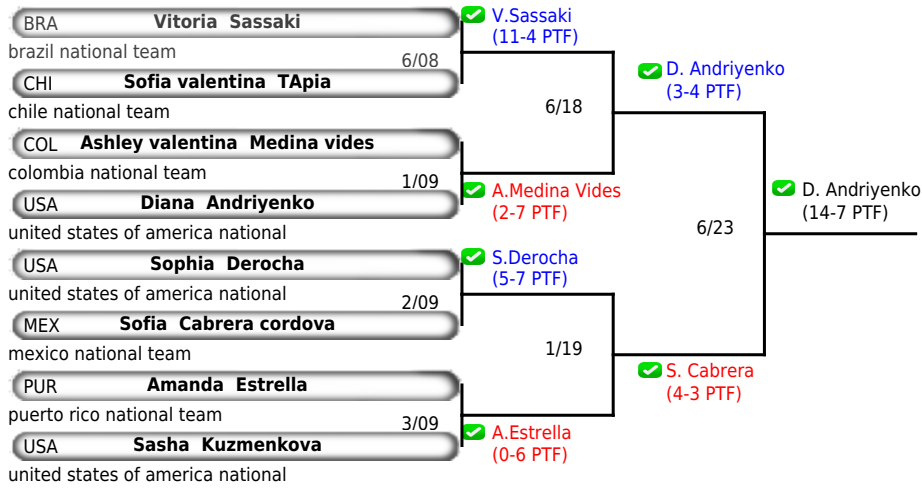 BRA Vitoria Sassaki
brazil national team
6/08
CHI Sofia valentina TApia
chile national team
COL Ashley valentina Medina vides
colombia national team
1/09
USA Diana Andriyenko
united states of america national
USA Sophia Derocha
united states of america national
2/09
MEX Sofia Cabrera cordova
mexico national team
PUR Amanda Estrella
puerto rico national team
3/09
USA Sasha Kuzmenkova
united states of america national
V.Sassaki
(11-4 PTF)
6/18
A.Medina Vides
(2-7 PTF)
S.Derocha
(5-7 PTF)
1/19
A.Estrella
(0-6 PTF)
D. Andriyenko
(3-4 PTF)
6/23
S. Cabrera
(4-3 PTF)
D. Andriyenko
(14-7 PTF)